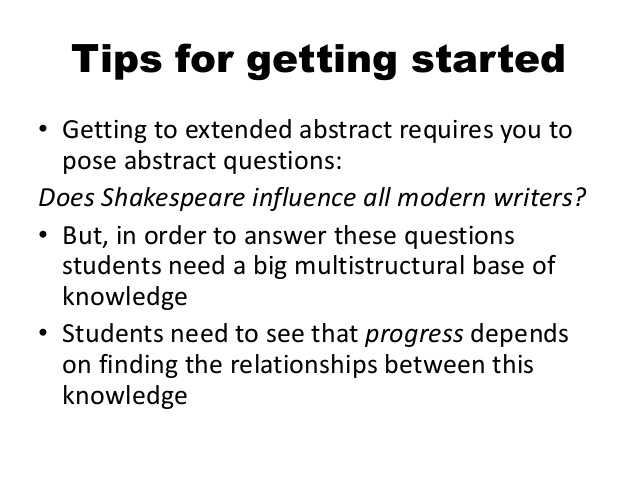 Tips for getting started
• Getting to extended abstract requires you to
pose abstract questions:
Does Shakespeare influence all modern writers?
• But, in order to answer these questions
students need a big multistructural base of
knowledge
• Students need to see that progress depends
on finding the relationships between this
knowledge